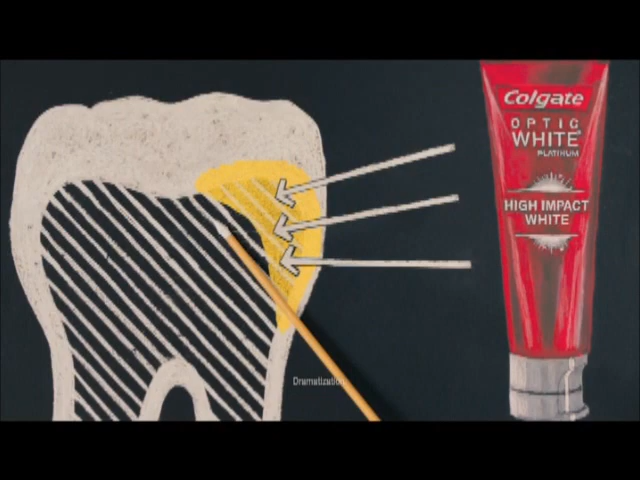 Colgate
OPTIC
WHITE
PLATINUM
HIGH IMPACT
WHITE
Dramatization